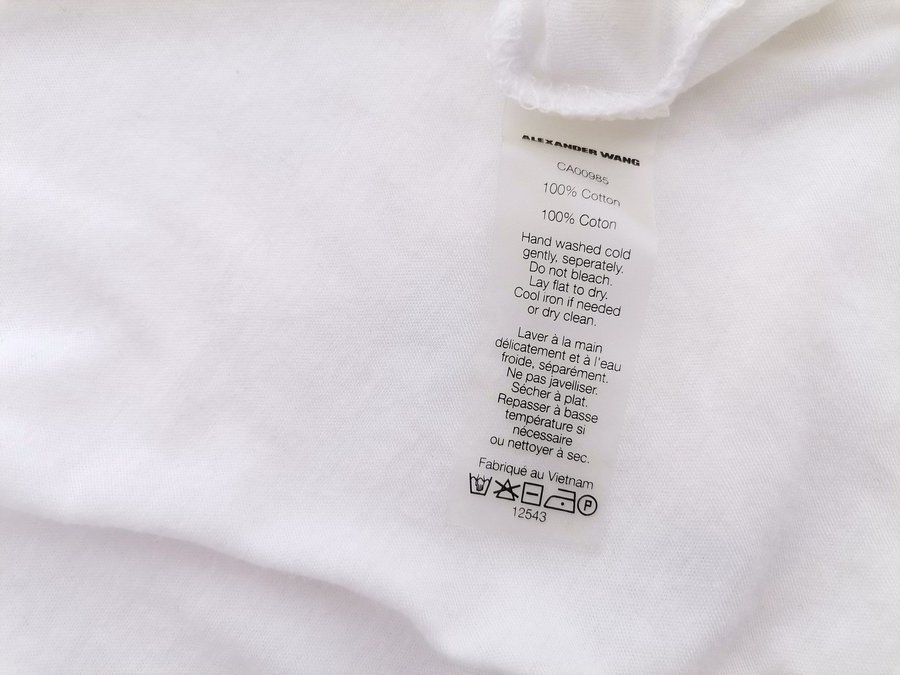 ALEXANDER WANG
CA00985
100% Cotton
100% Coton
Hand washed cold
gently, seperately.
Do not bleach.
Lay flat to dry.
Cool iron if needed
or dry clean.
Laver à la main
délicatement et à l'eau
froide, séparément.
Ne pas javelliser.
Sécher à plat.
Repasser à basse
température si
nécessaire
ou nettoyer à sec.
Fabriqué au Vietnam
P
12543